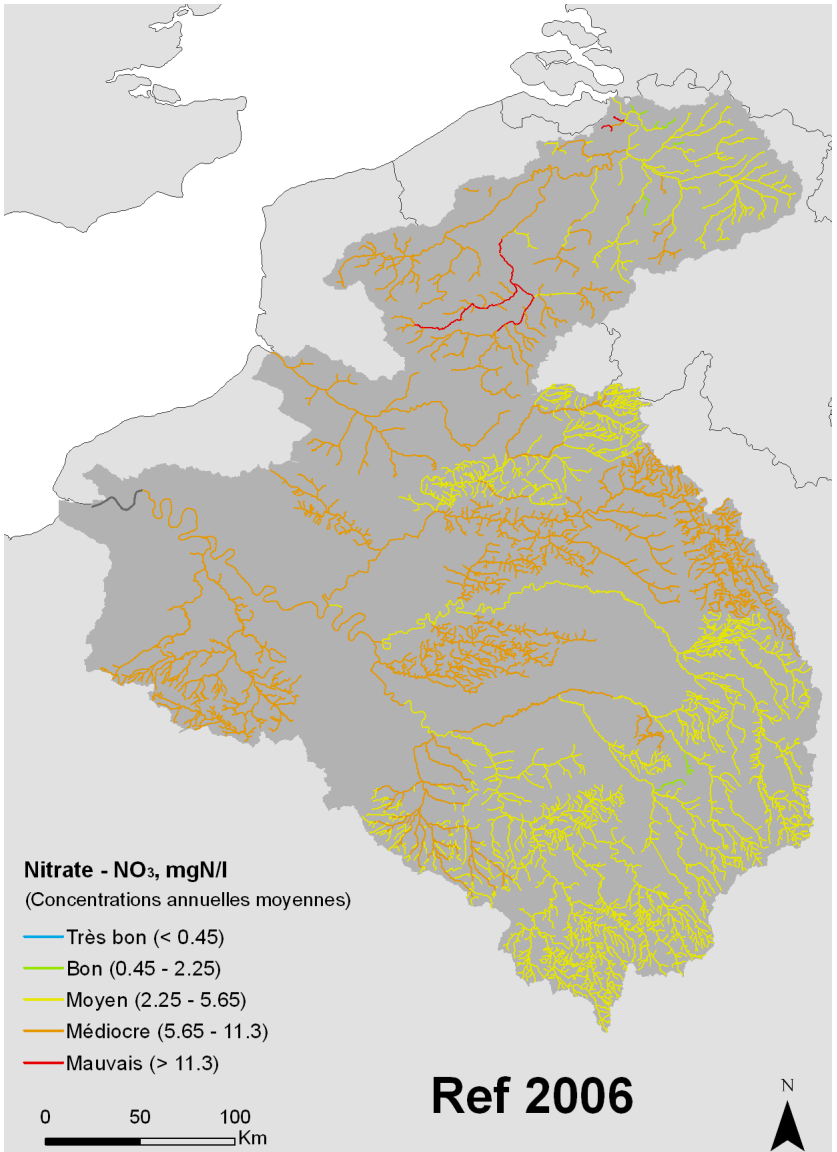 Nitrate - NO₃, mgN/l
(Concentrations annuelles moyennes)
Très bon (< 0.45)
Bon (0.45 - 2.25)
Moyen (2.25 - 5.65)
Médiocre (5.65 - 11.3)
Mauvais (> 11.3)
Ref 2006
N
0 50 100
Km